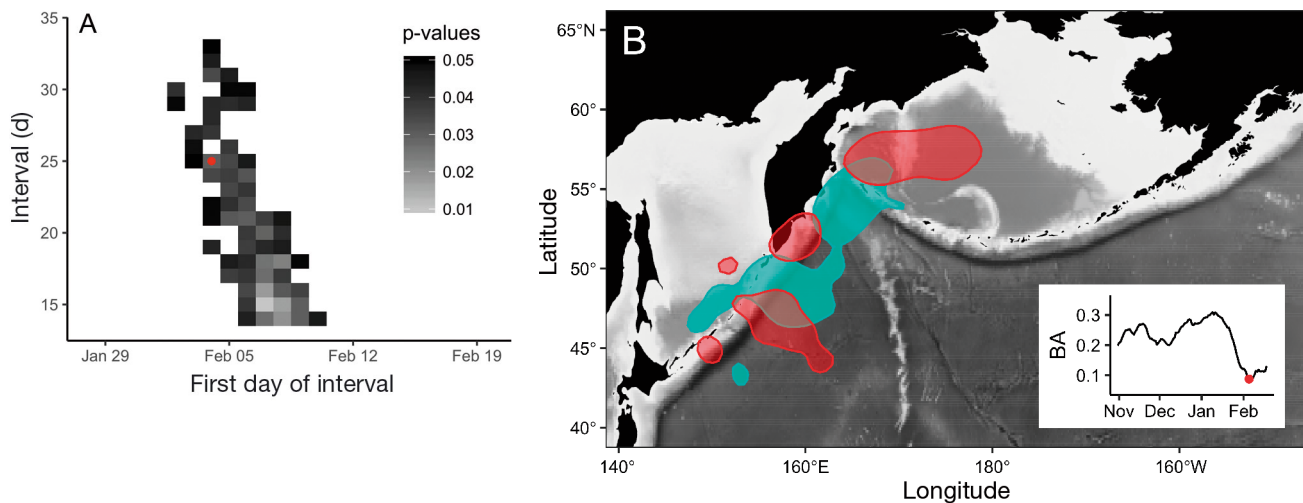 A
35
30
25
20
15
Interval (d)
Jan 29
Feb 05
Feb 12
Feb 19
First day of interval
p-values
0.05
0.04
0.03
0.02
0.01
B
65°N
60°
55°
50°
45°
40°
Latitude
140°
160°E
180°
160°W
Longitude
BA
0.3
0.2
0.1
Nov
Dec
Jan
Feb